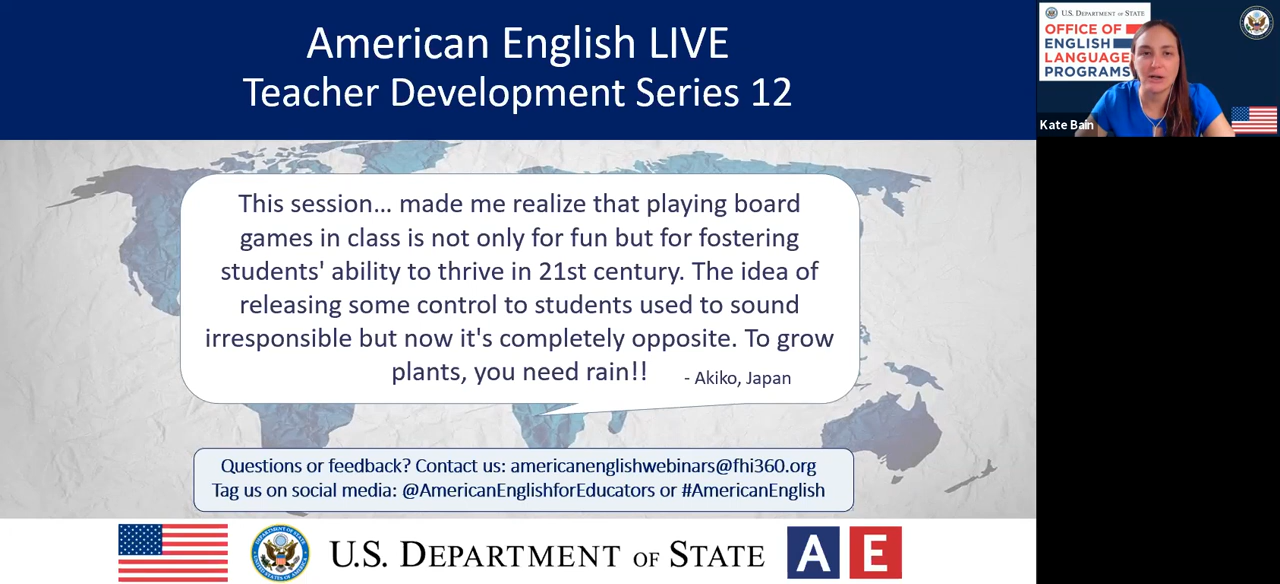 American English LIVE
Teacher Development Series 12
This session... made me realize that playing board
games in class is not only for fun but for fostering
students' ability to thrive in 21st century. The idea of
releasing some control to students used to sound
irresponsible but now it's completely opposite. To grow
plants, you need rain!!
- Akiko, Japan
Questions or feedback? Contact us: americanenglishwebinars@fhi360.org
Tag us on social media: @AmericanEnglishforEducators or #AmericanEnglish
U.S. DEPARTMENT OF STATE
A E
U.S. DEPARTMENT OF STATE
OFFICE OF
ENGLISH
LANGUAGE
PROGRAMS
Kate Bain